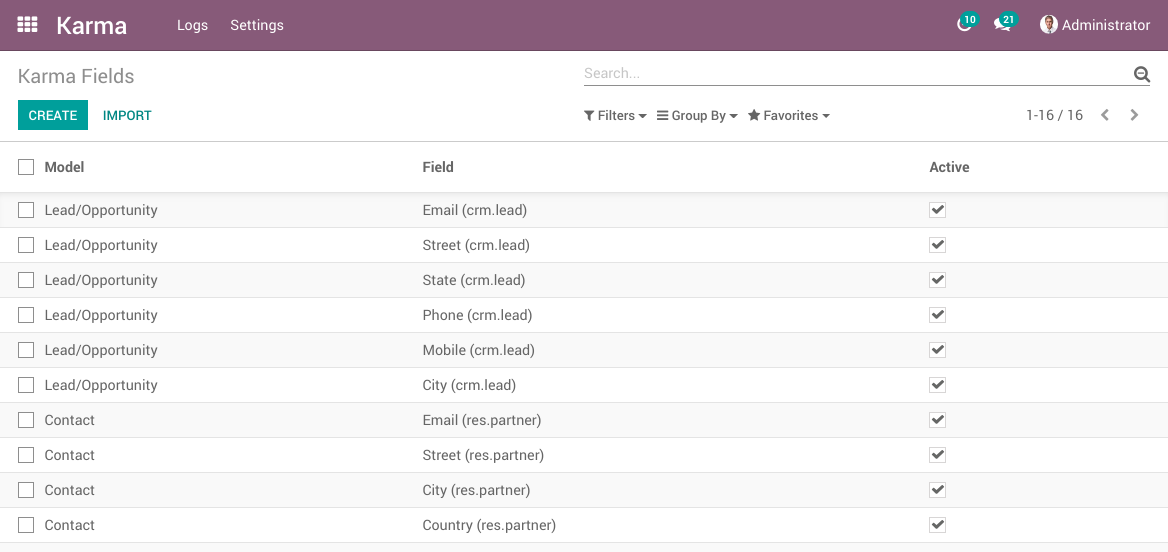 Karma Logs Settings 10 21 Administrator
Karma Fields Search...
CREATE IMPORT Filters Group By Favorites 1-16 / 16
Model Field Active
Lead/Opportunity Email (crm.lead)
Lead/Opportunity Street (crm.lead)
Lead/Opportunity State (crm.lead)
Lead/Opportunity Phone (crm.lead)
Lead/Opportunity Mobile (crm.lead)
Lead/Opportunity City (crm.lead)
Contact Email (res.partner)
Contact Street (res.partner)
Contact City (res.partner)
Contact Country (res.partner)